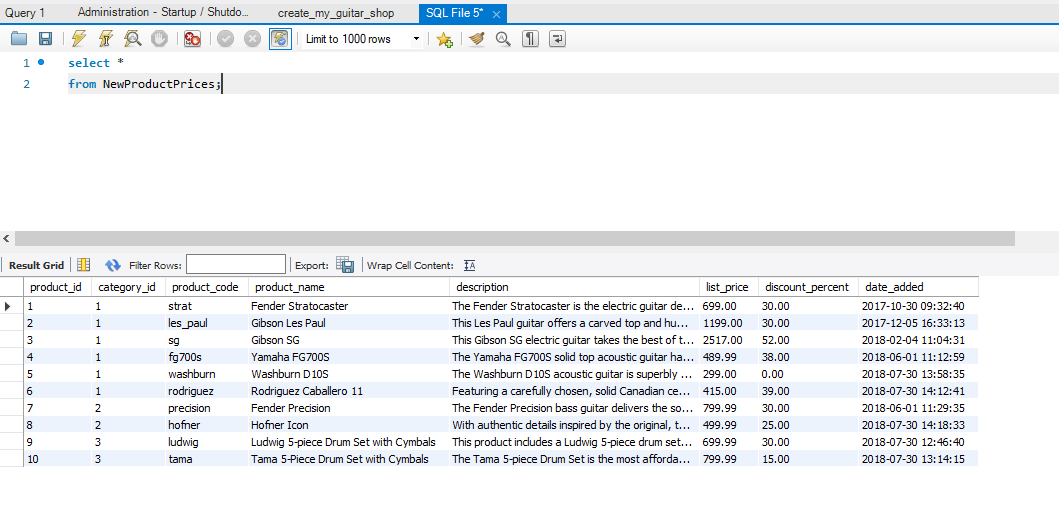 Query 1 Administration - Startup / Shutdo... create_my_guitar_shop SQL File 5*
Limit to 1000 rows
1 select *
2 from NewProductPrices;
Result Grid Filter Rows: Export: Wrap Cell Content:
product_id category_id product_code product_name description list_price discount_percent date_added
1 1 strat Fender Stratocaster The Fender Stratocaster is the electric guitar de... 699.00 30.00 2017-10-30 09:32:40
2 1 les_paul Gibson Les Paul This Les Paul guitar offers a carved top and hu... 1199.00 30.00 2017-12-05 16:33:13
3 1 sg Gibson SG This Gibson SG electric guitar takes the best of t... 2517.00 52.00 2018-02-04 11:04:31
4 1 fg700s Yamaha FG700S The Yamaha FG700S solid top acoustic guitar ha... 489.99 38.00 2018-06-01 11:12:59
5 1 washburn Washburn D10S The Washburn D10S acoustic guitar is superbly ... 299.00 0.00 2018-07-30 13:58:35
6 1 rodriguez Rodriguez Caballero 11 Featuring a carefully chosen, solid Canadian ce... 415.00 39.00 2018-07-30 14:12:41
7 2 precision Fender Precision The Fender Precision bass guitar delivers the so... 799.99 30.00 2018-06-01 11:29:35
8 2 hofner Hofner Icon With authentic details inspired by the original, t... 499.99 25.00 2018-07-30 14:18:33
9 3 ludwig Ludwig 5-piece Drum Set with Cymbals This product includes a Ludwig 5-piece drum set... 699.99 30.00 2018-07-30 12:46:40
10 3 tama Tama 5-Piece Drum Set with Cymbals The Tama 5-piece Drum Set is the most afforda... 799.99 15.00 2018-07-30 13:14:15